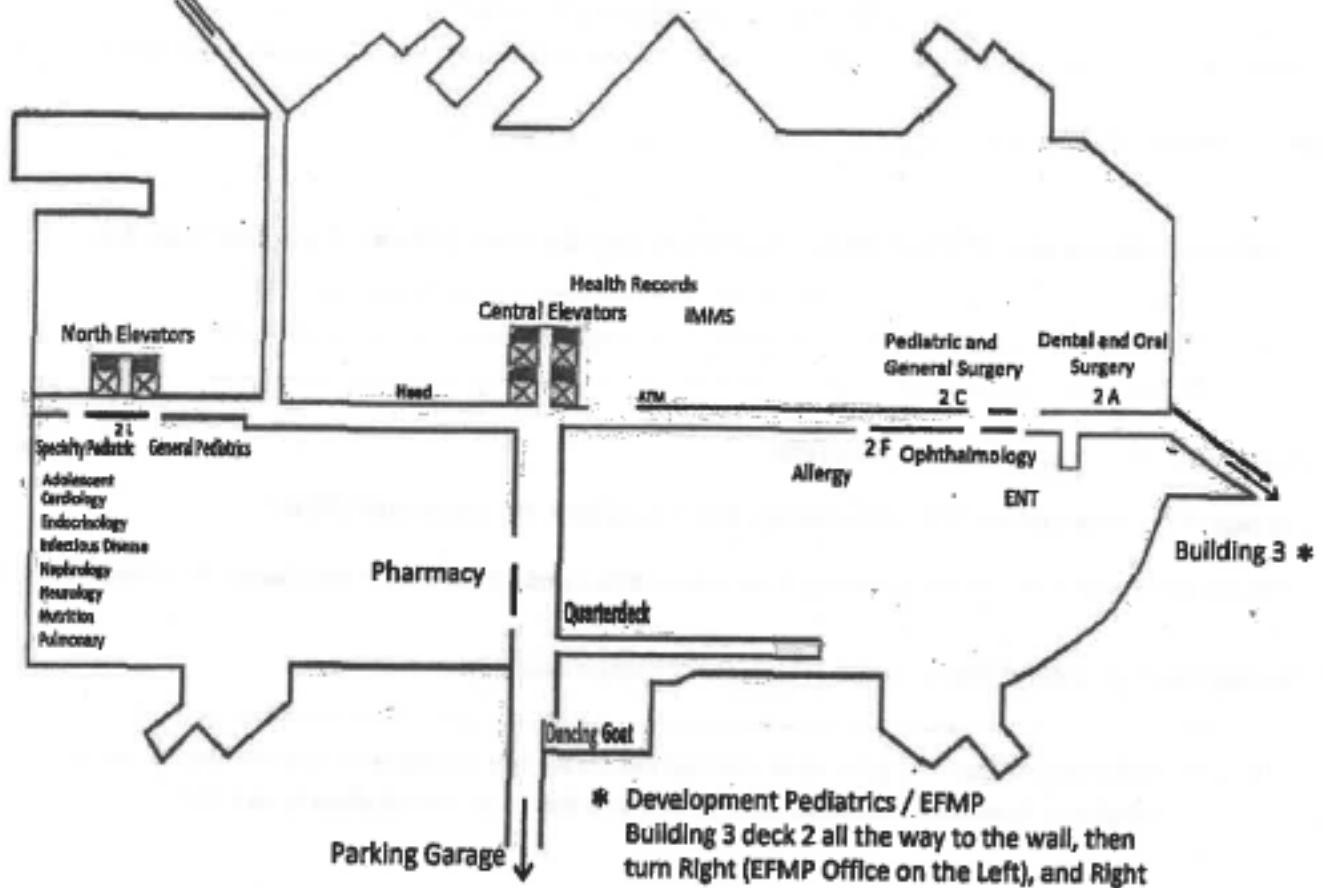 Health Records
Central Elevators
IMMS
North Elevators
Pediatric and
General Surgery
2 C
Dental and Oral
Surgery
2 A
Head
ATM
2 L
Specialty Pediatric
General Pediatrics
2 F
Ophthalmology
Allergy
ENT
Adolescent
Cardiology
Endocrinology
Infectious Disease
Nephrology
Neurology
Nutrition
Pulmonary
Pharmacy
Quarterdeck
Building 3 *
Dancing Goat
Parking Garage
* Development Pediatrics / EFMP
Building 3 deck 2 all the way to the wall, then
turn Right (EFMP Office on the Left), and Right